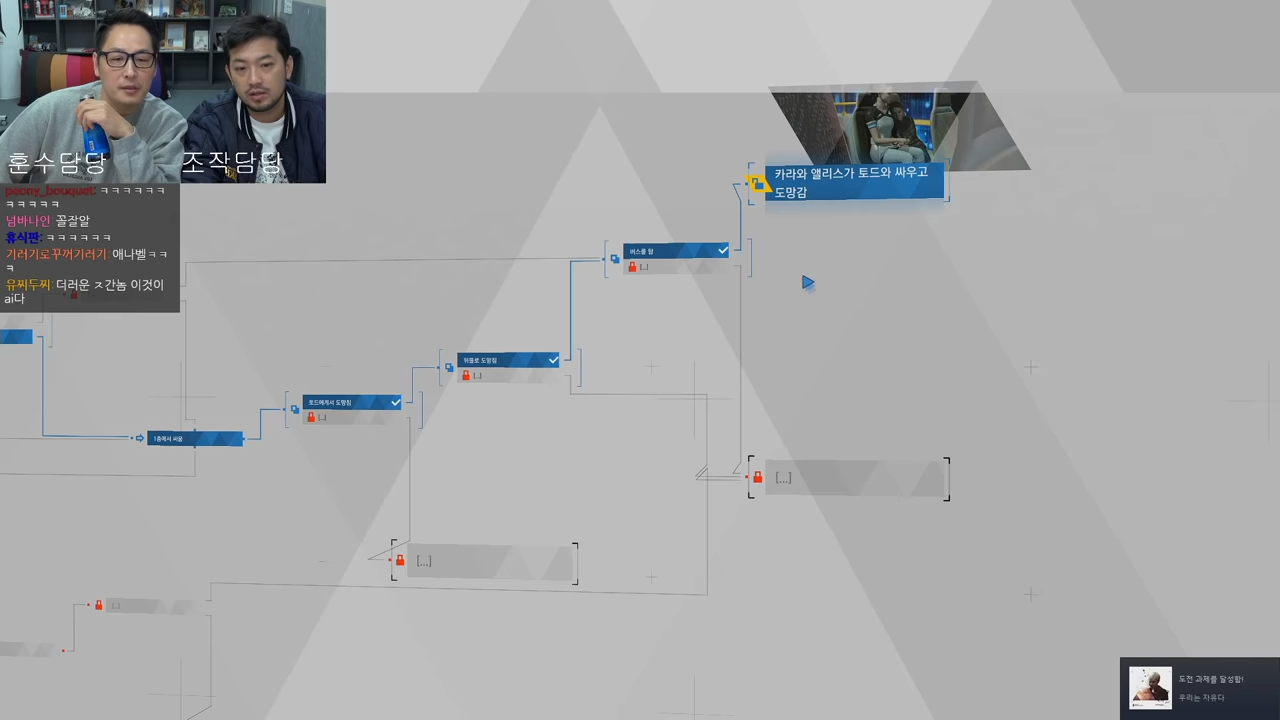 훈수담당
조작담당
peony_bouquet: ㅋㅋㅋㅋㅋㅋ
ㅋㅋㅋㅋㅋ
넘바나인: 꼴잘알
휴식판: ㅋㅋㅋㅋㅋㅋ
기러기로꾸꺼기러기: 애나벨ㅋㅋ
ㅋ
유찌두찌: 더러운 ㅈ간놈 이것이
ai다
카라와 앨리스가 토드와 싸우고
도망감
버스를 탐
[...]
뒤뜰로 도망침
[...]
토드에게서 도망침
[...]
1층에서 싸움
[...]
[...]
[...]
도전 과제를 달성함!
우리는 자유다